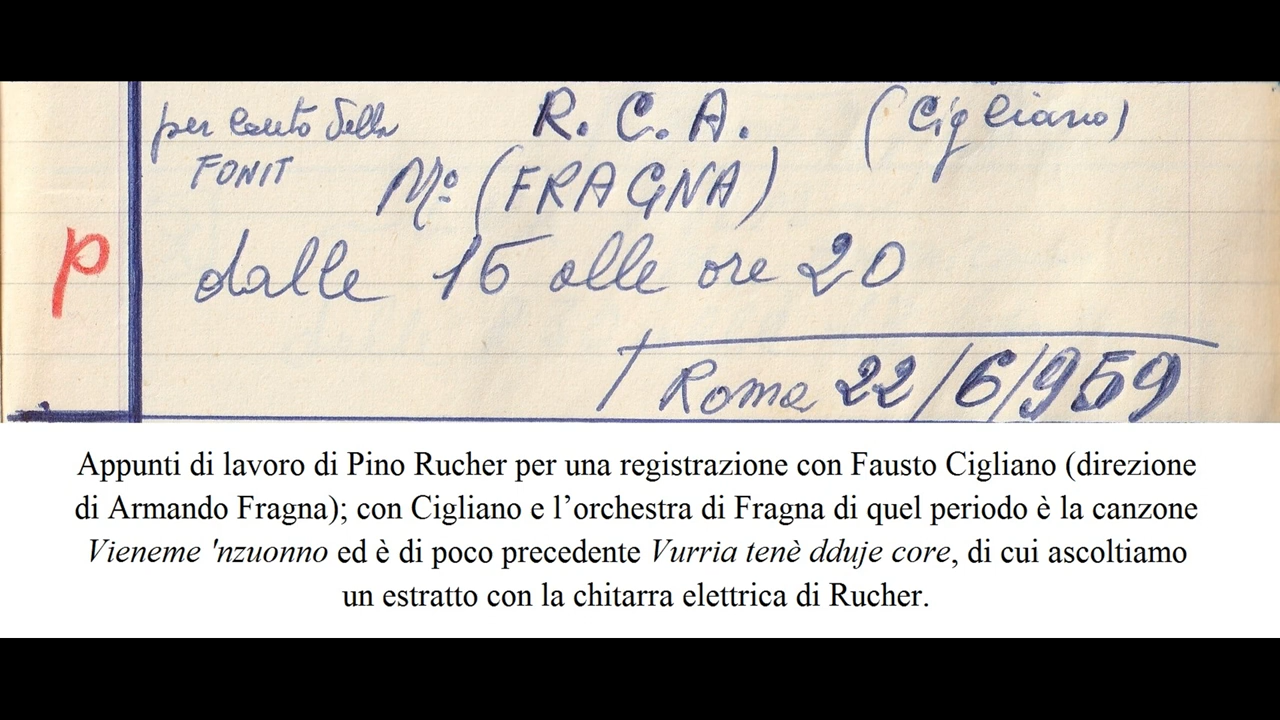 per conto della R. C. A. (Cigliano)
FONIT M.o (FRAGNA)
p dalle 15 alle ore 20
Roma 22/6/959
Appunti di lavoro di Pino Rucher per una registrazione con Fausto Cigliano (direzione
di Armando Fragna); con Cigliano e l’orchestra di Fragna di quel periodo è la canzone
Vieneme 'nzuonno ed è di poco precedente Vurria tenè dduje core, di cui ascoltiamo
un estratto con la chitarra elettrica di Rucher.